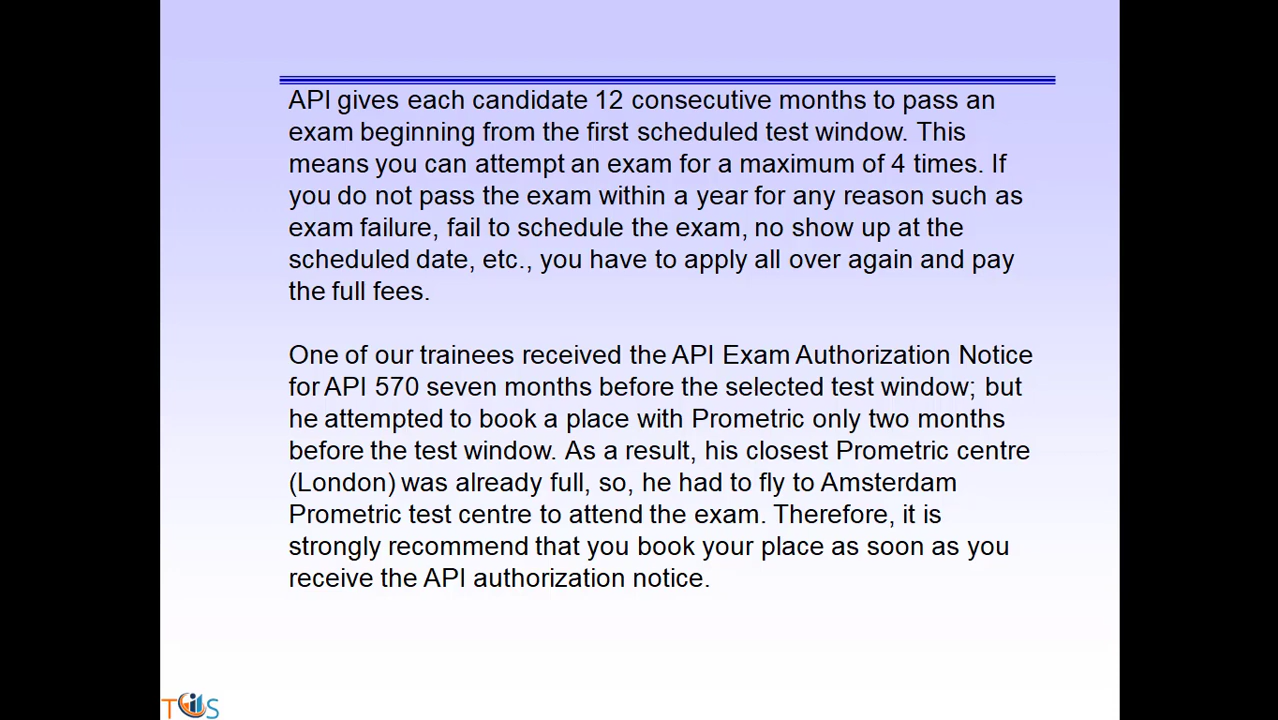 API gives each candidate 12 consecutive months to pass an
exam beginning from the first scheduled test window. This
means you can attempt an exam for a maximum of 4 times. If
you do not pass the exam within a year for any reason such as
exam failure, fail to schedule the exam, no show up at the
scheduled date, etc., you have to apply all over again and pay
the full fees.
One of our trainees received the API Exam Authorization Notice
for API 570 seven months before the selected test window; but
he attempted to book a place with Prometric only two months
before the test window. As a result, his closest Prometric centre
(London) was already full, so, he had to fly to Amsterdam
Prometric test centre to attend the exam. Therefore, it is
strongly recommend that you book your place as soon as you
receive the API authorization notice.